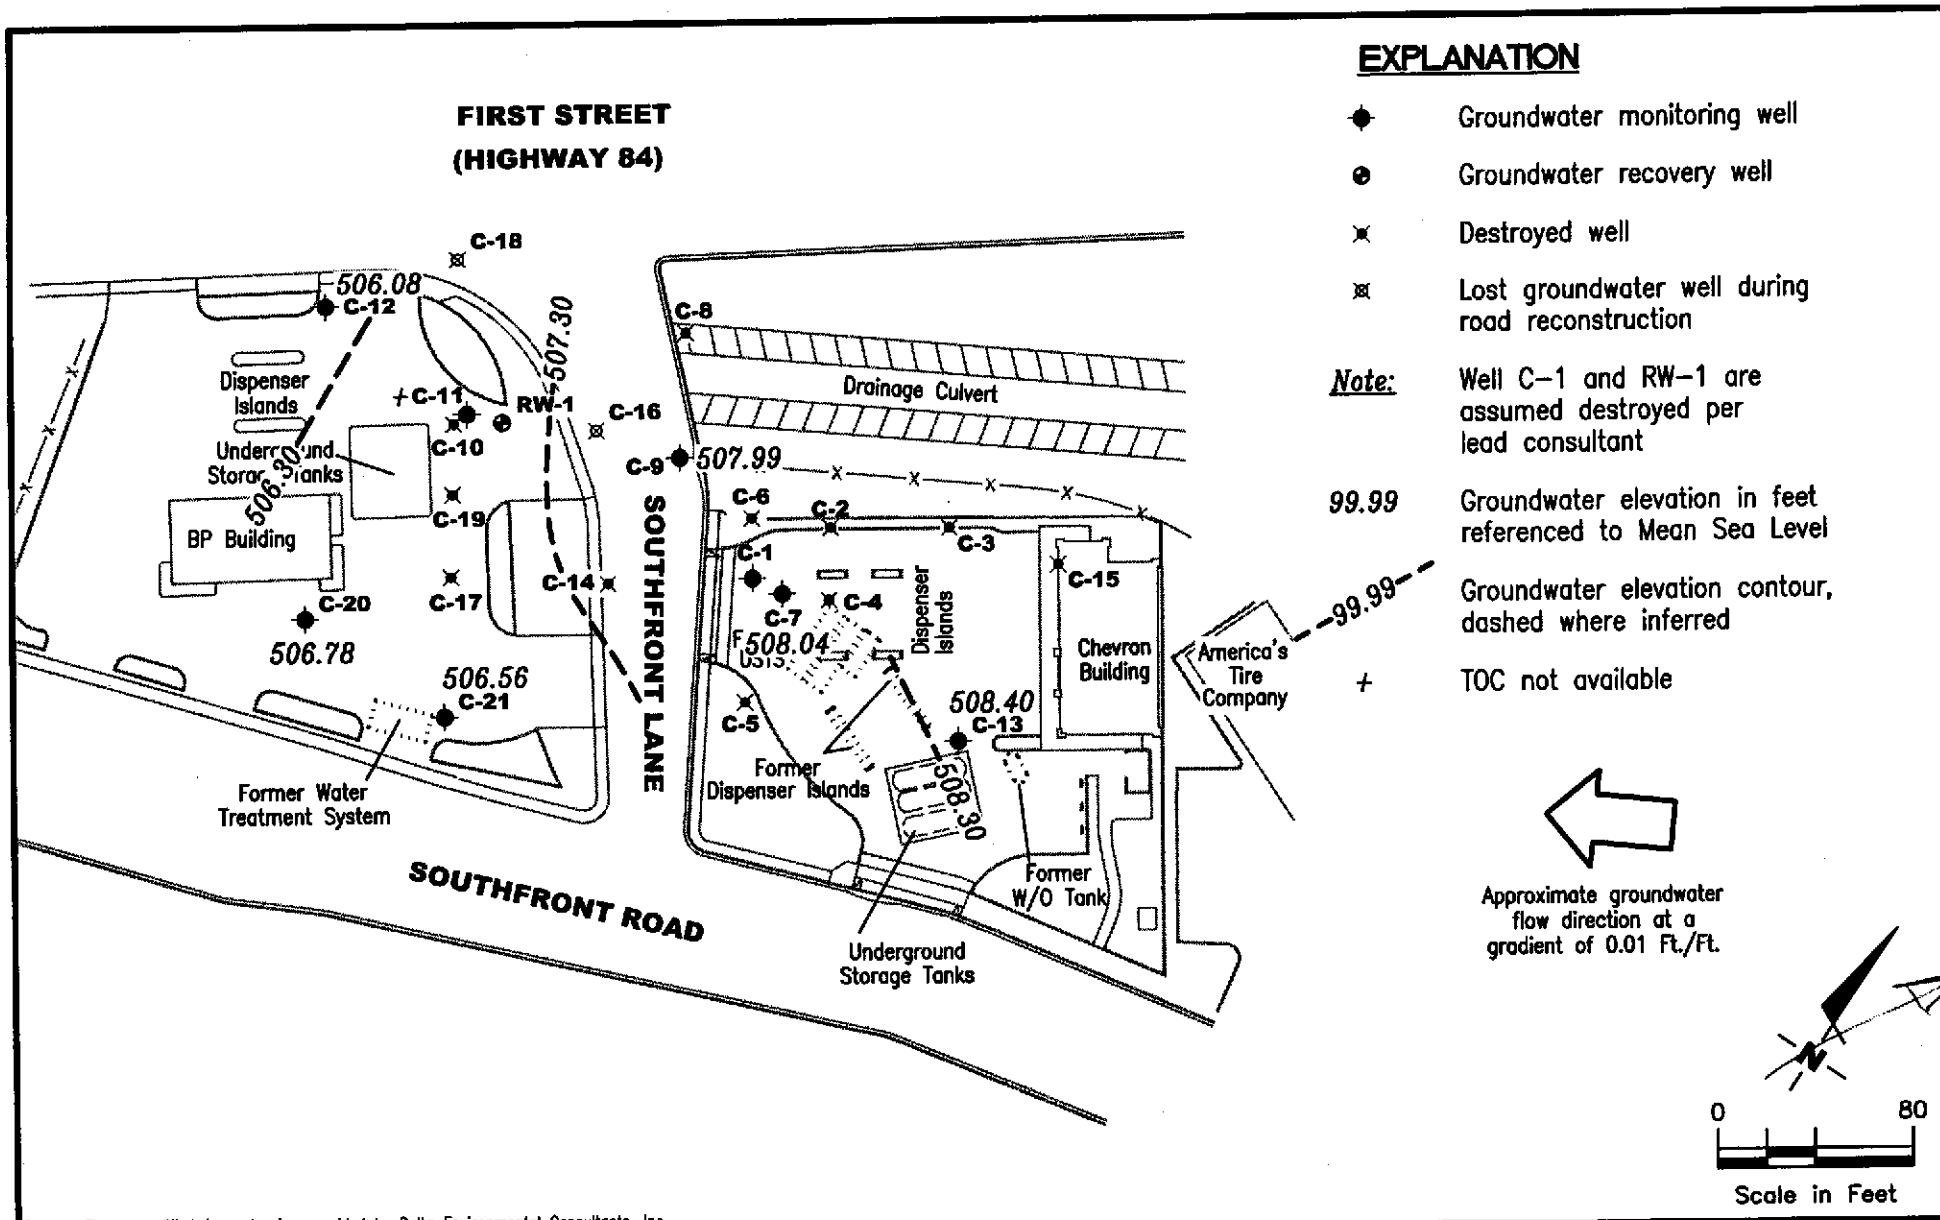 FIRST STREET
(HIGHWAY 84)
C-18
506.08
C-12
507.30
C-8
Dispenser
Islands
Drainage Culvert
+
C-11
RW-1
C-16
C-10
Underground
Storage Tanks
506.30
C-9
507.99
C-19
C-6
C-2
C-3
BP Building
SOUTHFRONT LANE
C-1
C-14
C-15
C-17
C-20
C-7
C-4
Dispenser
Islands
508.04
506.78
506.56
C-21
C-5
508.40
C-13
Chevron
Building
America's
Tire
Company
Former
Dispenser Islands
508.30
Former Water
Treatment System
SOUTHFRONT ROAD
Former
W/O Tank
Underground
Storage Tanks
EXPLANATION
Groundwater monitoring well
Groundwater recovery well
Destroyed well
Lost groundwater well during
road reconstruction
Note: Well C-1 and RW-1 are
assumed destroyed per
lead consultant
99.99 Groundwater elevation in feet
referenced to Mean Sea Level
99.99 Groundwater elevation contour,
dashed where inferred
+ TOC not available
Approximate groundwater
flow direction at a
gradient of 0.01 Ft./Ft.
N
0 80
Scale in Feet